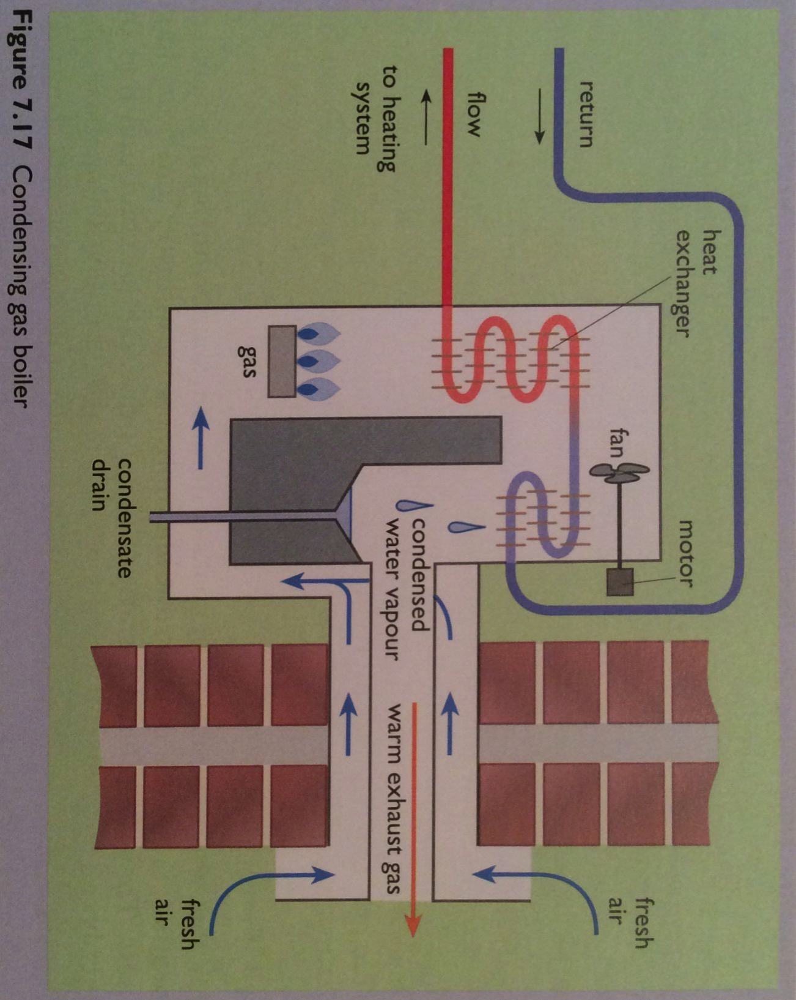 return
flow
to heating
system
heat
exchanger
fan
motor
gas
condensed
water vapour
warm exhaust gas
condensate
drain
fresh
air
fresh
air
Figure 7.17 Condensing gas boiler